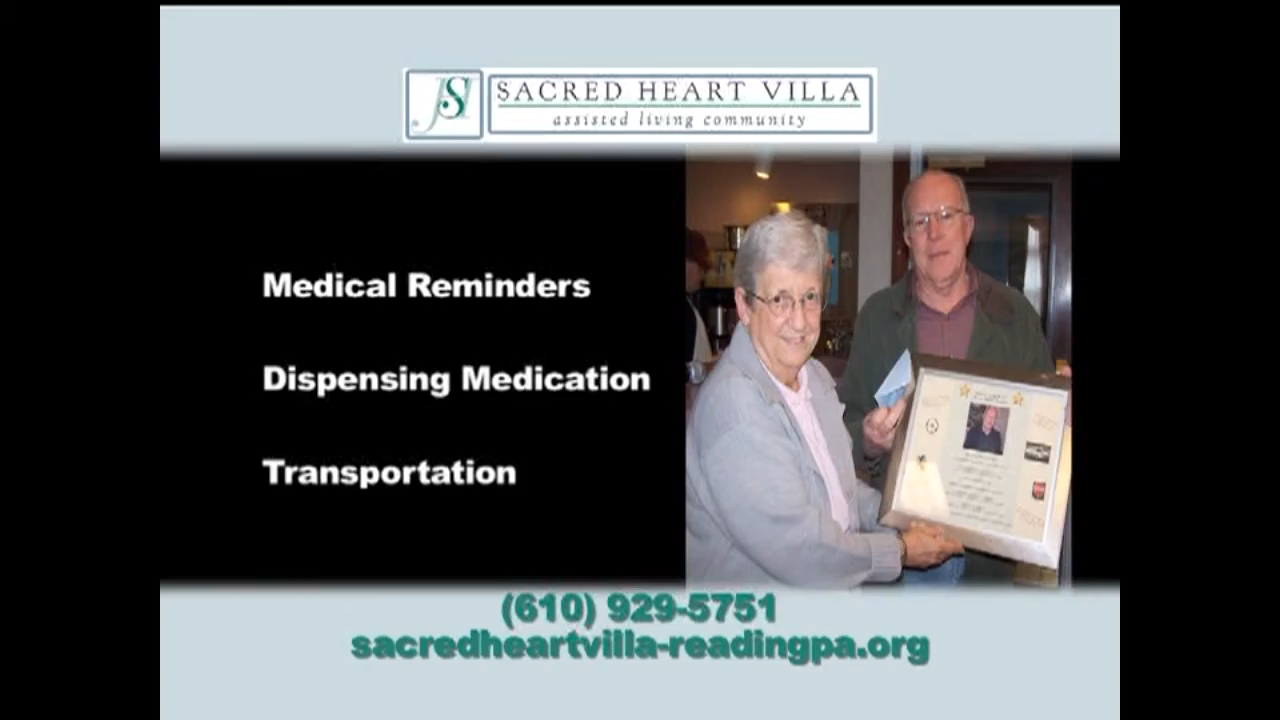 SACRED HEART VILLA
assisted living community
Medical Reminders
Dispensing Medication
Transportation
(610) 929-5751
sacredheartvilla-readingpa.org